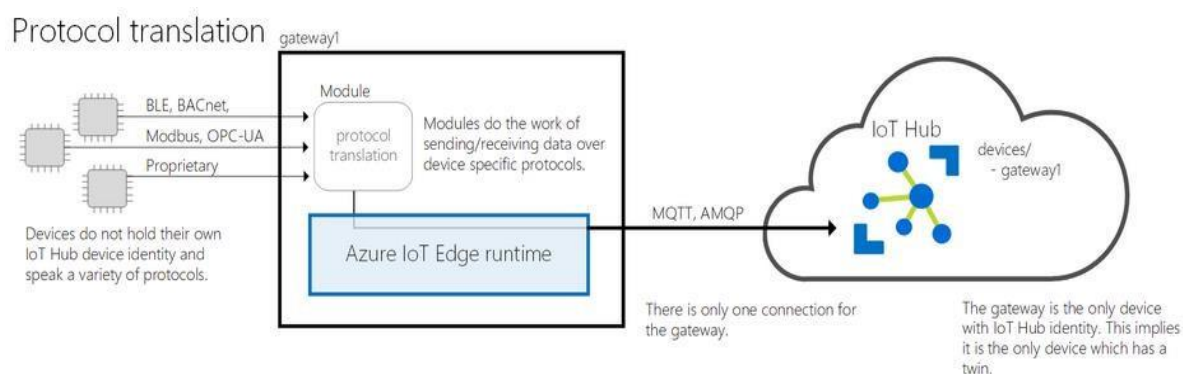 Protocol translation
gateway1
BLE, BACnet,
Modbus, OPC-UA
Proprietary
Devices do not hold their own
IoT Hub device identity and
speak a variety of protocols.
Module
protocol
translation
Modules do the work of
sending/receiving data over
device specific protocols.
Azure IoT Edge runtime
MQTT, AMQP
There is only one connection for
the gateway.
IoT Hub
devices/
- gateway1
The gateway is the only device
with IoT Hub identity. This implies
it is the only device which has a
twin.